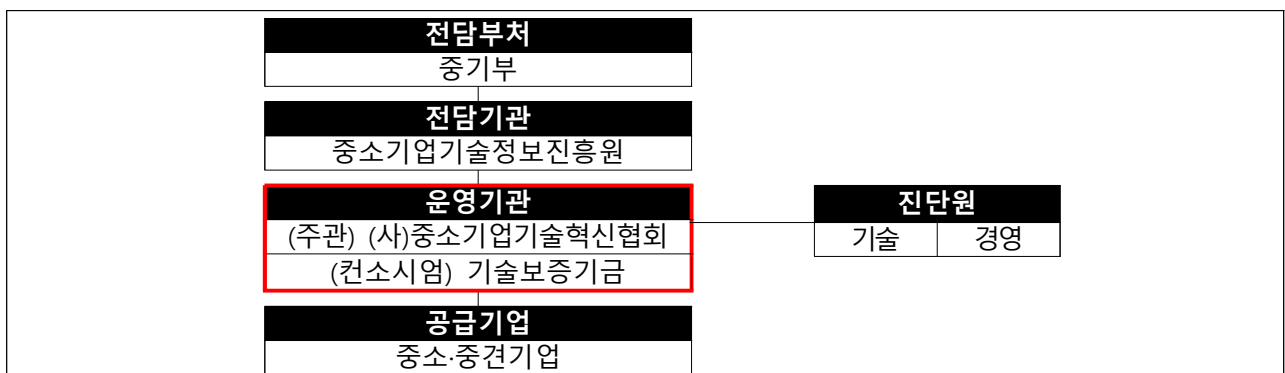 전담부처
중기부
전담기관
중소기업기술정보진흥원
운영기관
(주관) (사)중소기업기술혁신협회
(컨소시엄) 기술보증기금
진단원
기술 경영
공급기업
중소·중견기업